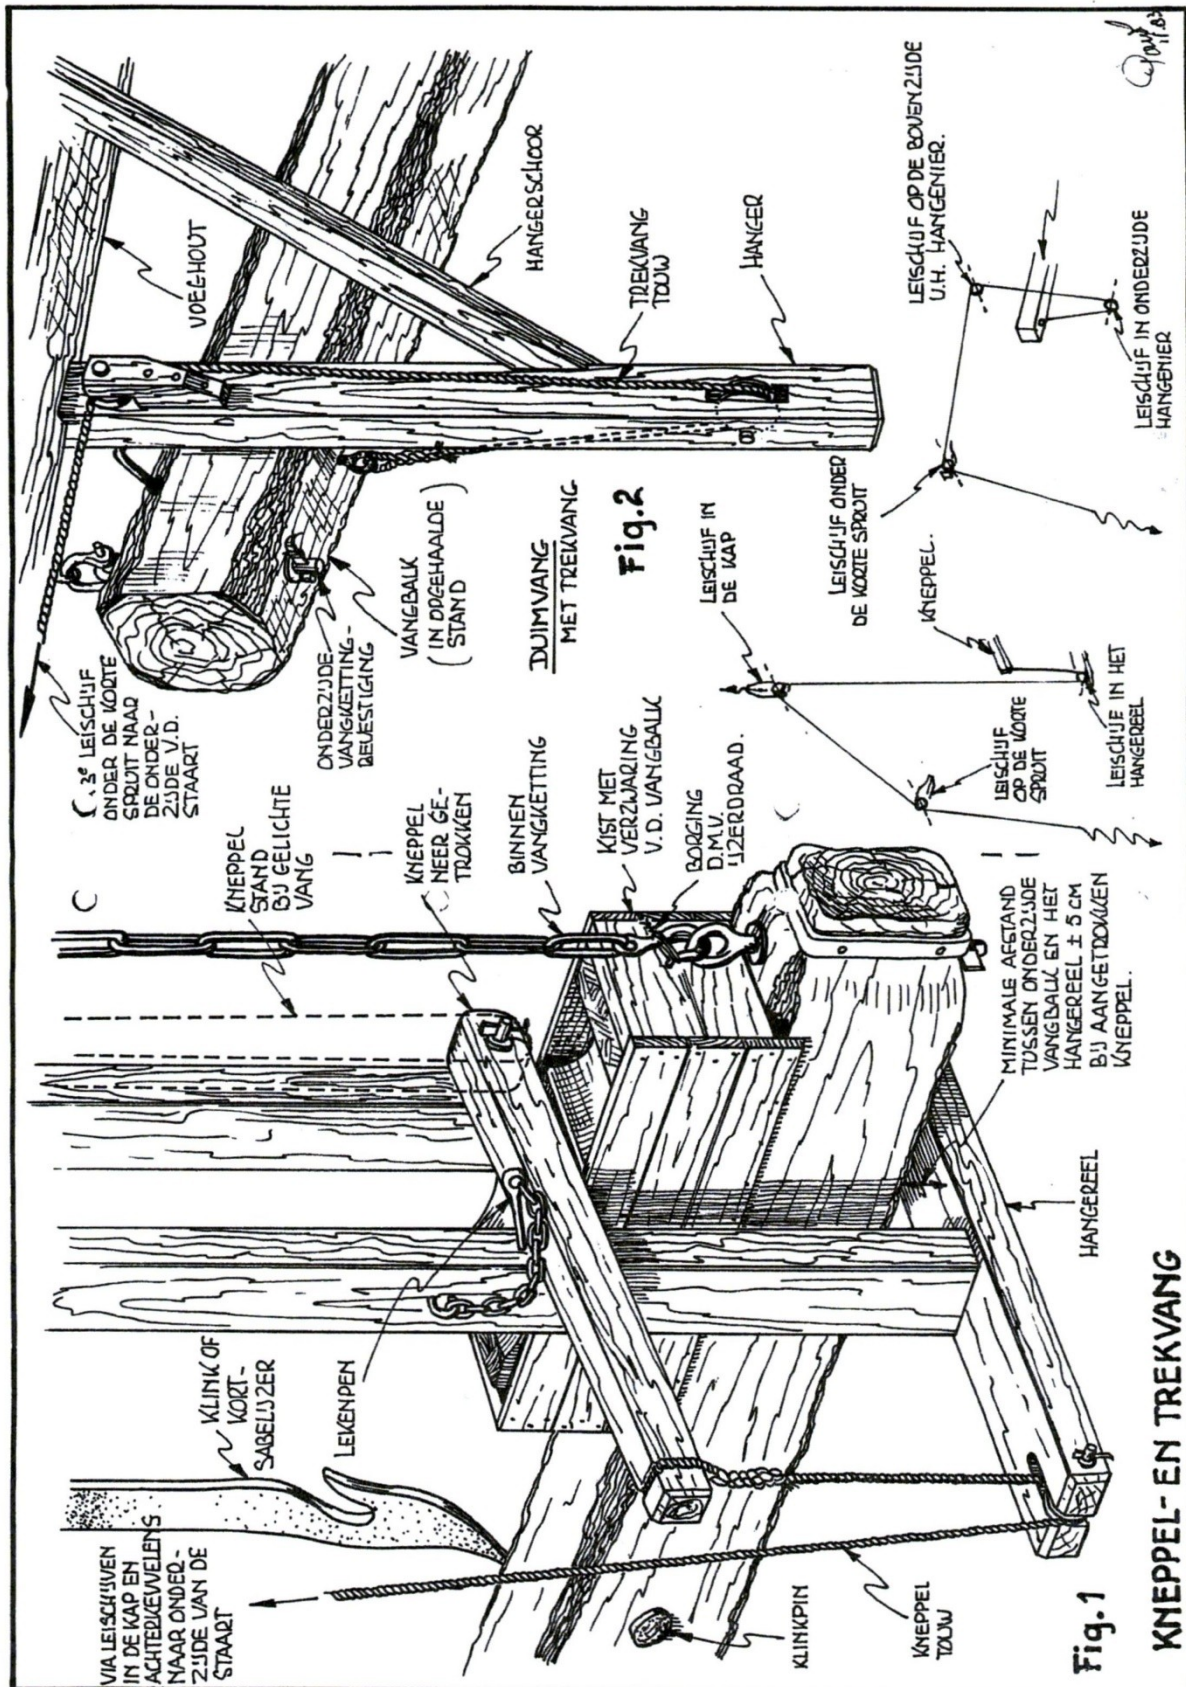 VIA LEISCHIJVEN
IN DE KAP EN
ACHTERKEUVELENS
NAAR ONDER-
ZIJDE VAN DE
STAART
KLINK OF
KORT-
SABELIJZER
LEKENPEN
KNEPPEL
STAND
BIJ GELICHTE
VANG
KNEPPEL
NEER GE-
TROKKEN
BINNEN
VANGKETTING
KIST MET
VERZWARING
V.D. VANGBALK
BORGING
D.M.V.
IJZERDRAAD.
MINIMALE AFSTAND
TUSSEN ONDERZIJDE
VANGBALK EN HET
HANGEREEL ± 5 CM
BIJ AANGETROKKEN
KNEPPEL.
HANGEREEL
KLINKPIN
KNEPPEL
TOUW
Fig.1
KNEPPEL- EN TREKVANG
3e LEISCHIJF
ONDER DE KORTE
SPRUIT NAAR
DE ONDER-
ZIJDE V.D.
STAART
VOEGHOUT
HANGERSCHOOR
TREKVANG
TOUW
HANGER
ONDERZIJDE
VANGKETTING-
BEVESTIGING
VANGBALK
(IN OPGEHAALDE
STAND)
DUIMVANG
MET TREKVANG
Fig.2
LEISCHIJF IN
DE KAP
KNEPPEL.
LEISCHIJF
OP DE KORTE
SPRUIT
LEISCHIJF IN HET
HANGEREEL
LEISCHIJF ONDER
DE KORTE SPRUIT
LEISCHIJF OP DE BOVENZIJDE
U.H. HANGENIER.
LEISCHIJF IN ONDERZIJDE
HANGENIER